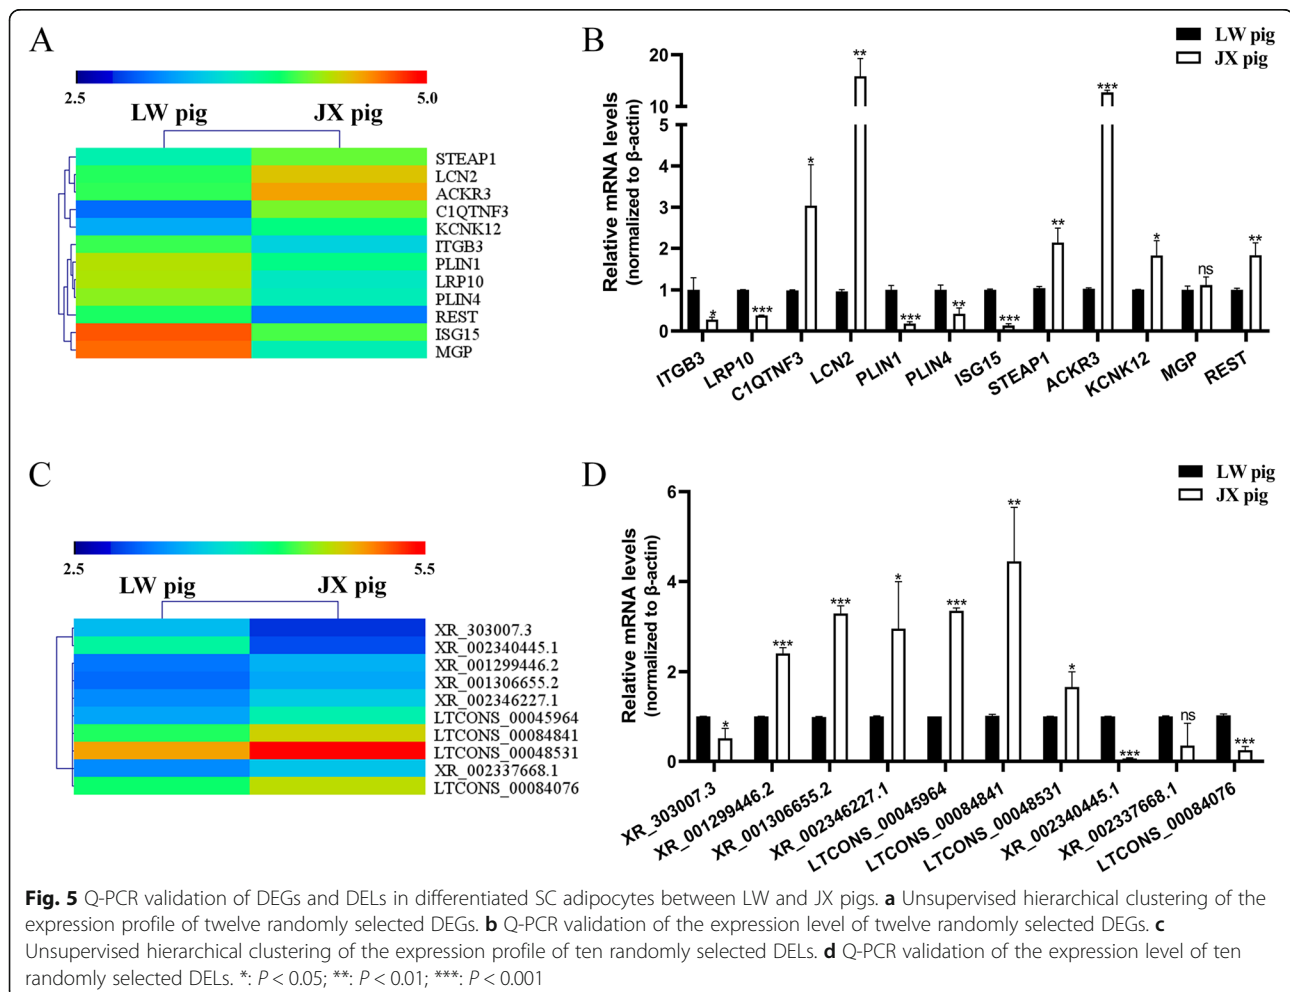 A
2.5
5.0
LW pig
JX pig
STEAP1
LCN2
ACKR3
C1QTNF3
KCNK12
ITGB3
PLIN1
LRP10
PLIN4
REST
ISG15
MGP
B
LW pig
JX pig
Relative mRNA levels
(normalized to β-actin)
20
10
5
4
3
2
1
0
*
***
*
**
***
**
***
**
***
*
ns
**
ITGB3
LRP10
C1QTNF3
LCN2
PLIN1
PLIN4
ISG15
STEAP1
ACKR3
KCNK12
MGP
REST
C
2.5
5.5
LW pig
JX pig
XR_303007.3
XR_002340445.1
XR_001299446.2
XR_001306655.2
XR_002346227.1
LTCONS_00045964
LTCONS_00084841
LTCONS_00048531
XR_002337668.1
LTCONS_00084076
D
LW pig
JX pig
Relative mRNA levels
(normalized to β-actin)
6
4
2
0
*
***
***
*
***
**
*
***
ns
***
XR_303007.3
XR_001299446.2
XR_001306655.2
XR_002346227.1
LTCONS_00045964
LTCONS_00084841
LTCONS_00048531
XR_002340445.1
XR_002337668.1
LTCONS_00084076
Fig. 5 Q-PCR validation of DEGs and DELs in differentiated SC adipocytes between LW and JX pigs. a Unsupervised hierarchical clustering of the
expression profile of twelve randomly selected DEGs. b Q-PCR validation of the expression level of twelve randomly selected DEGs. c
Unsupervised hierarchical clustering of the expression profile of ten randomly selected DELs. d Q-PCR validation of the expression level of ten
randomly selected DELs. *: P < 0.05; **: P < 0.01; ***: P < 0.001